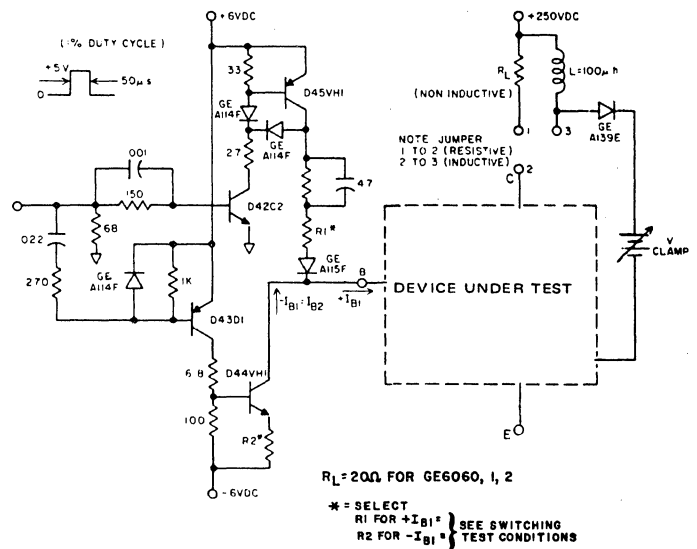 +6VDC
+250VDC
(1% DUTY CYCLE)
+5V
50μs
0
33
D45VH1
RL
L=100μh
(NON INDUCTIVE)
GE
A114F
GE
A114F
GE
A139E
1
3
NOTE JUMPER
1 TO 2 (RESISTIVE)
2 TO 3 (INDUCTIVE)
.001
27
47
C
2
150
D42C2
R1*
68
V
CLAMP
.022
GE
A114F
GE
A115F
B
DEVICE UNDER TEST
270
1K
-IB1=IB2
+IB1
D43D1
6.8
D44VH1
100
R2*
E
-6VDC
RL=20Ω FOR GE6060, 1, 2
* = SELECT
R1 FOR +IB1=
R2 FOR -IB1=
SEE SWITCHING
TEST CONDITIONS